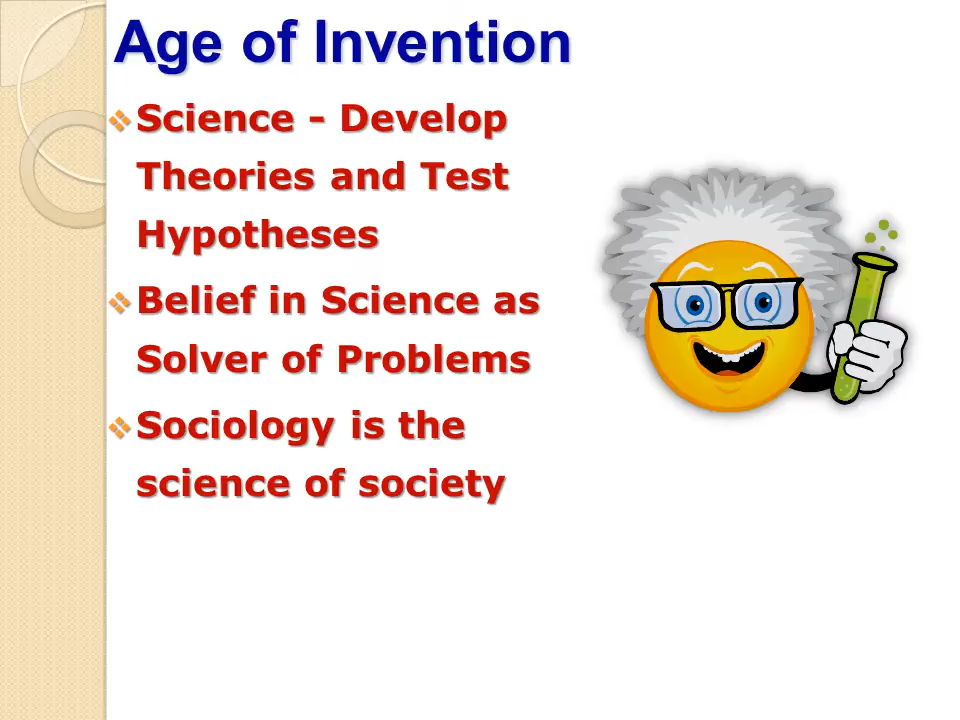 Age of Invention
Science - Develop
Theories and Test
Hypotheses
Belief in Science as
Solver of Problems
Sociology is the
science of society